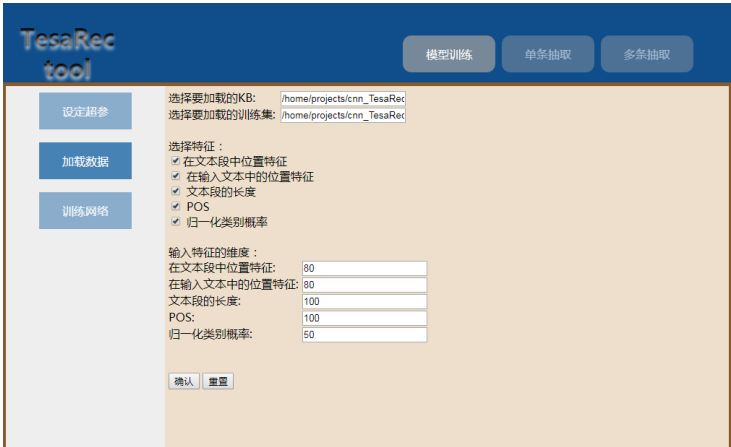 TesaRec
tool
模型训练
单条抽取
多条抽取
设定超参
加载数据
训练网络
选择要加载的KB: /home/projects/cnn_TesaRec
选择要加载的训练集: /home/projects/cnn_TesaRec
选择特征：
在文本段中位置特征
在输入文本中的位置特征
文本段的长度
POS
归一化类别概率
输入特征的维度：
在文本段中位置特征: 80
在输入文本中的位置特征: 80
文本段的长度: 100
POS: 100
归一化类别概率: 50
确认 重置